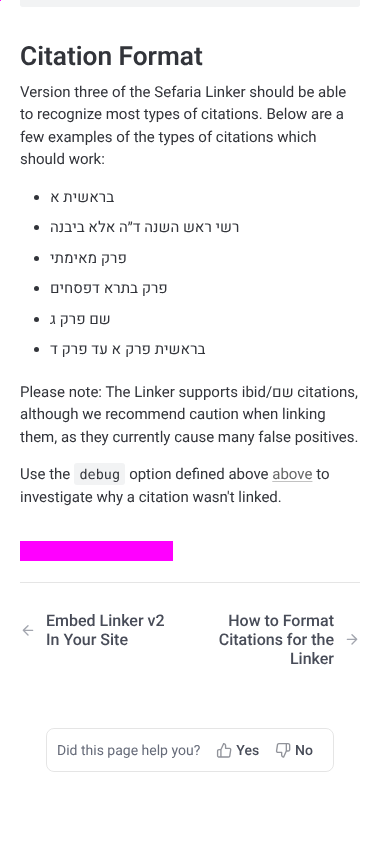 Citation Format
Version three of the Sefaria Linker should be able
to recognize most types of citations. Below are a
few examples of the types of citations which
should work:
בראשית א
רשי ראש השנה ד״ה אלא ביבנה
פרק מאימתי
פרק בתרא דפסחים
שם פרק ג
בראשית פרק א עד פרק ד
Please note: The Linker supports ibid/שם citations,
although we recommend caution when linking
them, as they currently cause many false positives.
Use the debug option defined above above to
investigate why a citation wasn't linked.
Embed Linker v2
In Your Site
How to Format
Citations for the
Linker
Did this page help you? Yes No